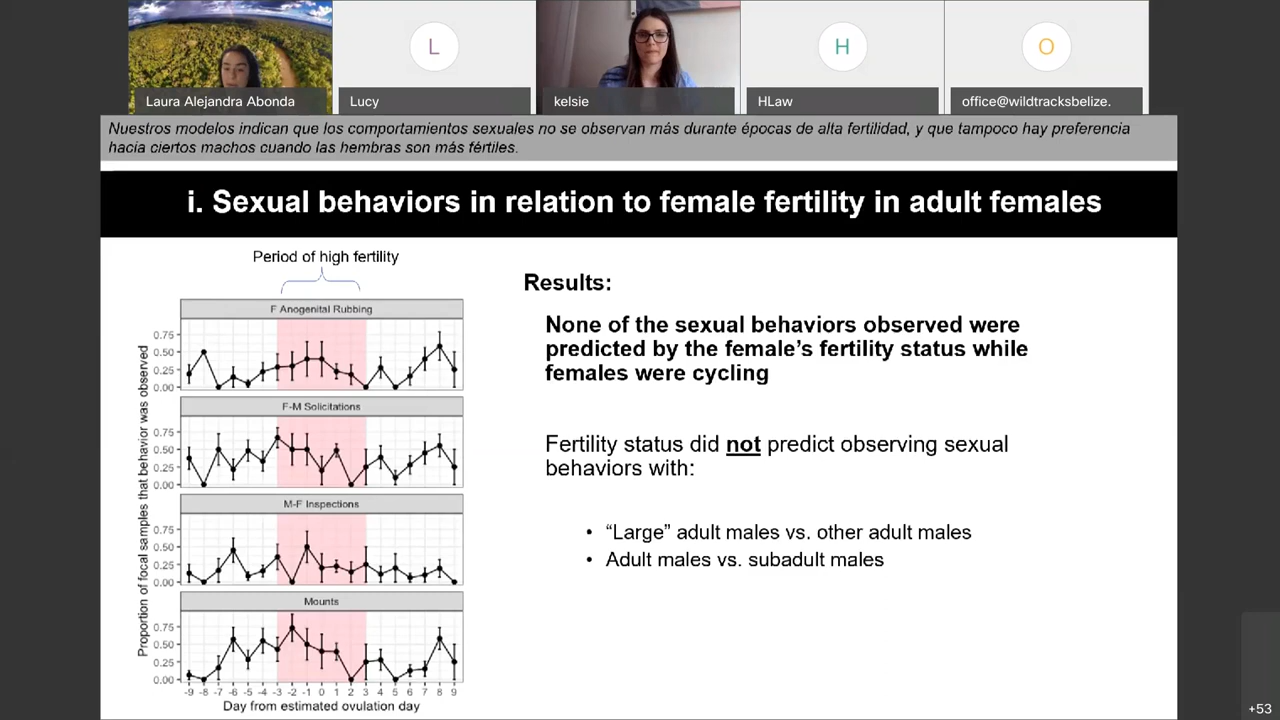 Laura Alejandra Abonda
L
Lucy
kelsie
H
HLaw
O
office@wildtracksbelize.
Nuestros modelos indican que los comportamientos sexuales no se observan más durante épocas de alta fertilidad, y que tampoco hay preferencia
hacia ciertos machos cuando las hembras son más fértiles.
i. Sexual behaviors in relation to female fertility in adult females
Period of high fertility
F Anogenital Rubbing
0.75
0.50
0.25
0.00
F-M Solicitations
0.75
0.50
0.25
0.00
M-F Inspections
0.75
0.50
0.25
0.00
Mounts
0.75
0.50
0.25
0.00
-9 -8 -7 -6 -5 -4 -3 -2 -1 0 1 2 3 4 5 6 7 8 9
Day from estimated ovulation day
Proportion of focal samples that behavior was observed
Results:
None of the sexual behaviors observed were
predicted by the female's fertility status while
females were cycling
Fertility status did not predict observing sexual
behaviors with:
• “Large” adult males vs. other adult males
• Adult males vs. subadult males
+53